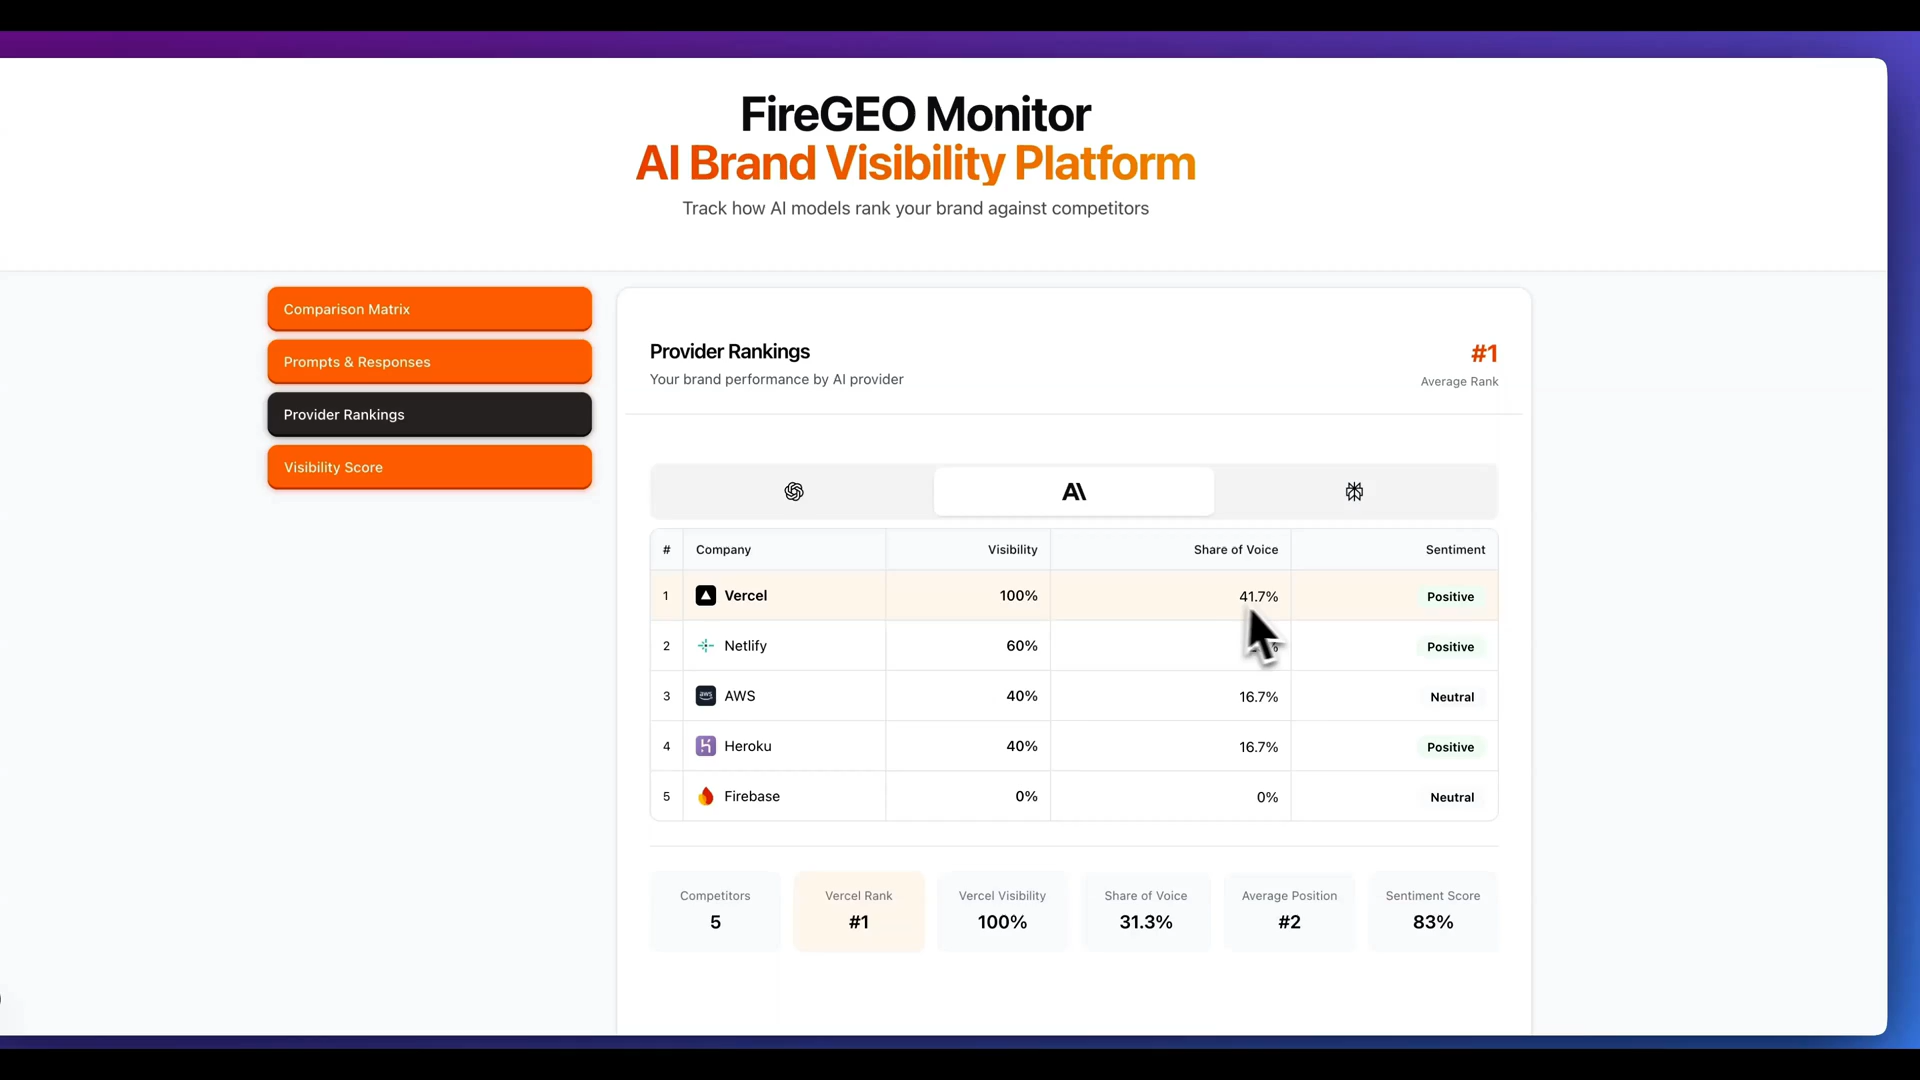 FireGEO Monitor
AI Brand Visibility Platform
Track how AI models rank your brand against competitors
Comparison Matrix
Prompts & Responses
Provider Rankings
Visibility Score
Provider Rankings
Your brand performance by AI provider
#1
Average Rank
# Company Visibility Share of Voice Sentiment
1 Vercel 100% 41.7% Positive
2 Netlify 60% Positive
3 aws AWS 40% 16.7% Neutral
4 Heroku 40% 16.7% Positive
5 Firebase 0% 0% Neutral
Competitors
5
Vercel Rank
#1
Vercel Visibility
100%
Share of Voice
31.3%
Average Position
#2
Sentiment Score
83%